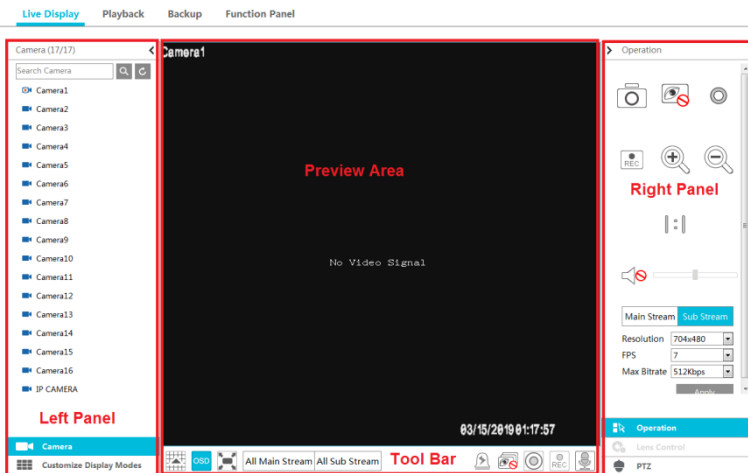 Live Display Playback Backup Function Panel
Camera (17/17)
Search Camera
Camera1
Camera2
Camera3
Camera4
Camera5
Camera6
Camera7
Camera8
Camera9
Camera10
Camera11
Camera12
Camera13
Camera14
Camera15
Camera16
IP CAMERA
Left Panel
Camera
Customize Display Modes
Camera1
Preview Area
No Video Signal
03/15/2019 01:17:57
OSD All Main Stream All Sub Stream Tool Bar REC
Operation
REC
Right Panel
Main Stream Sub Stream
Resolution 704x480
FPS 7
Max Bitrate 512Kbps
Apply
Operation
Lens Control
PTZ